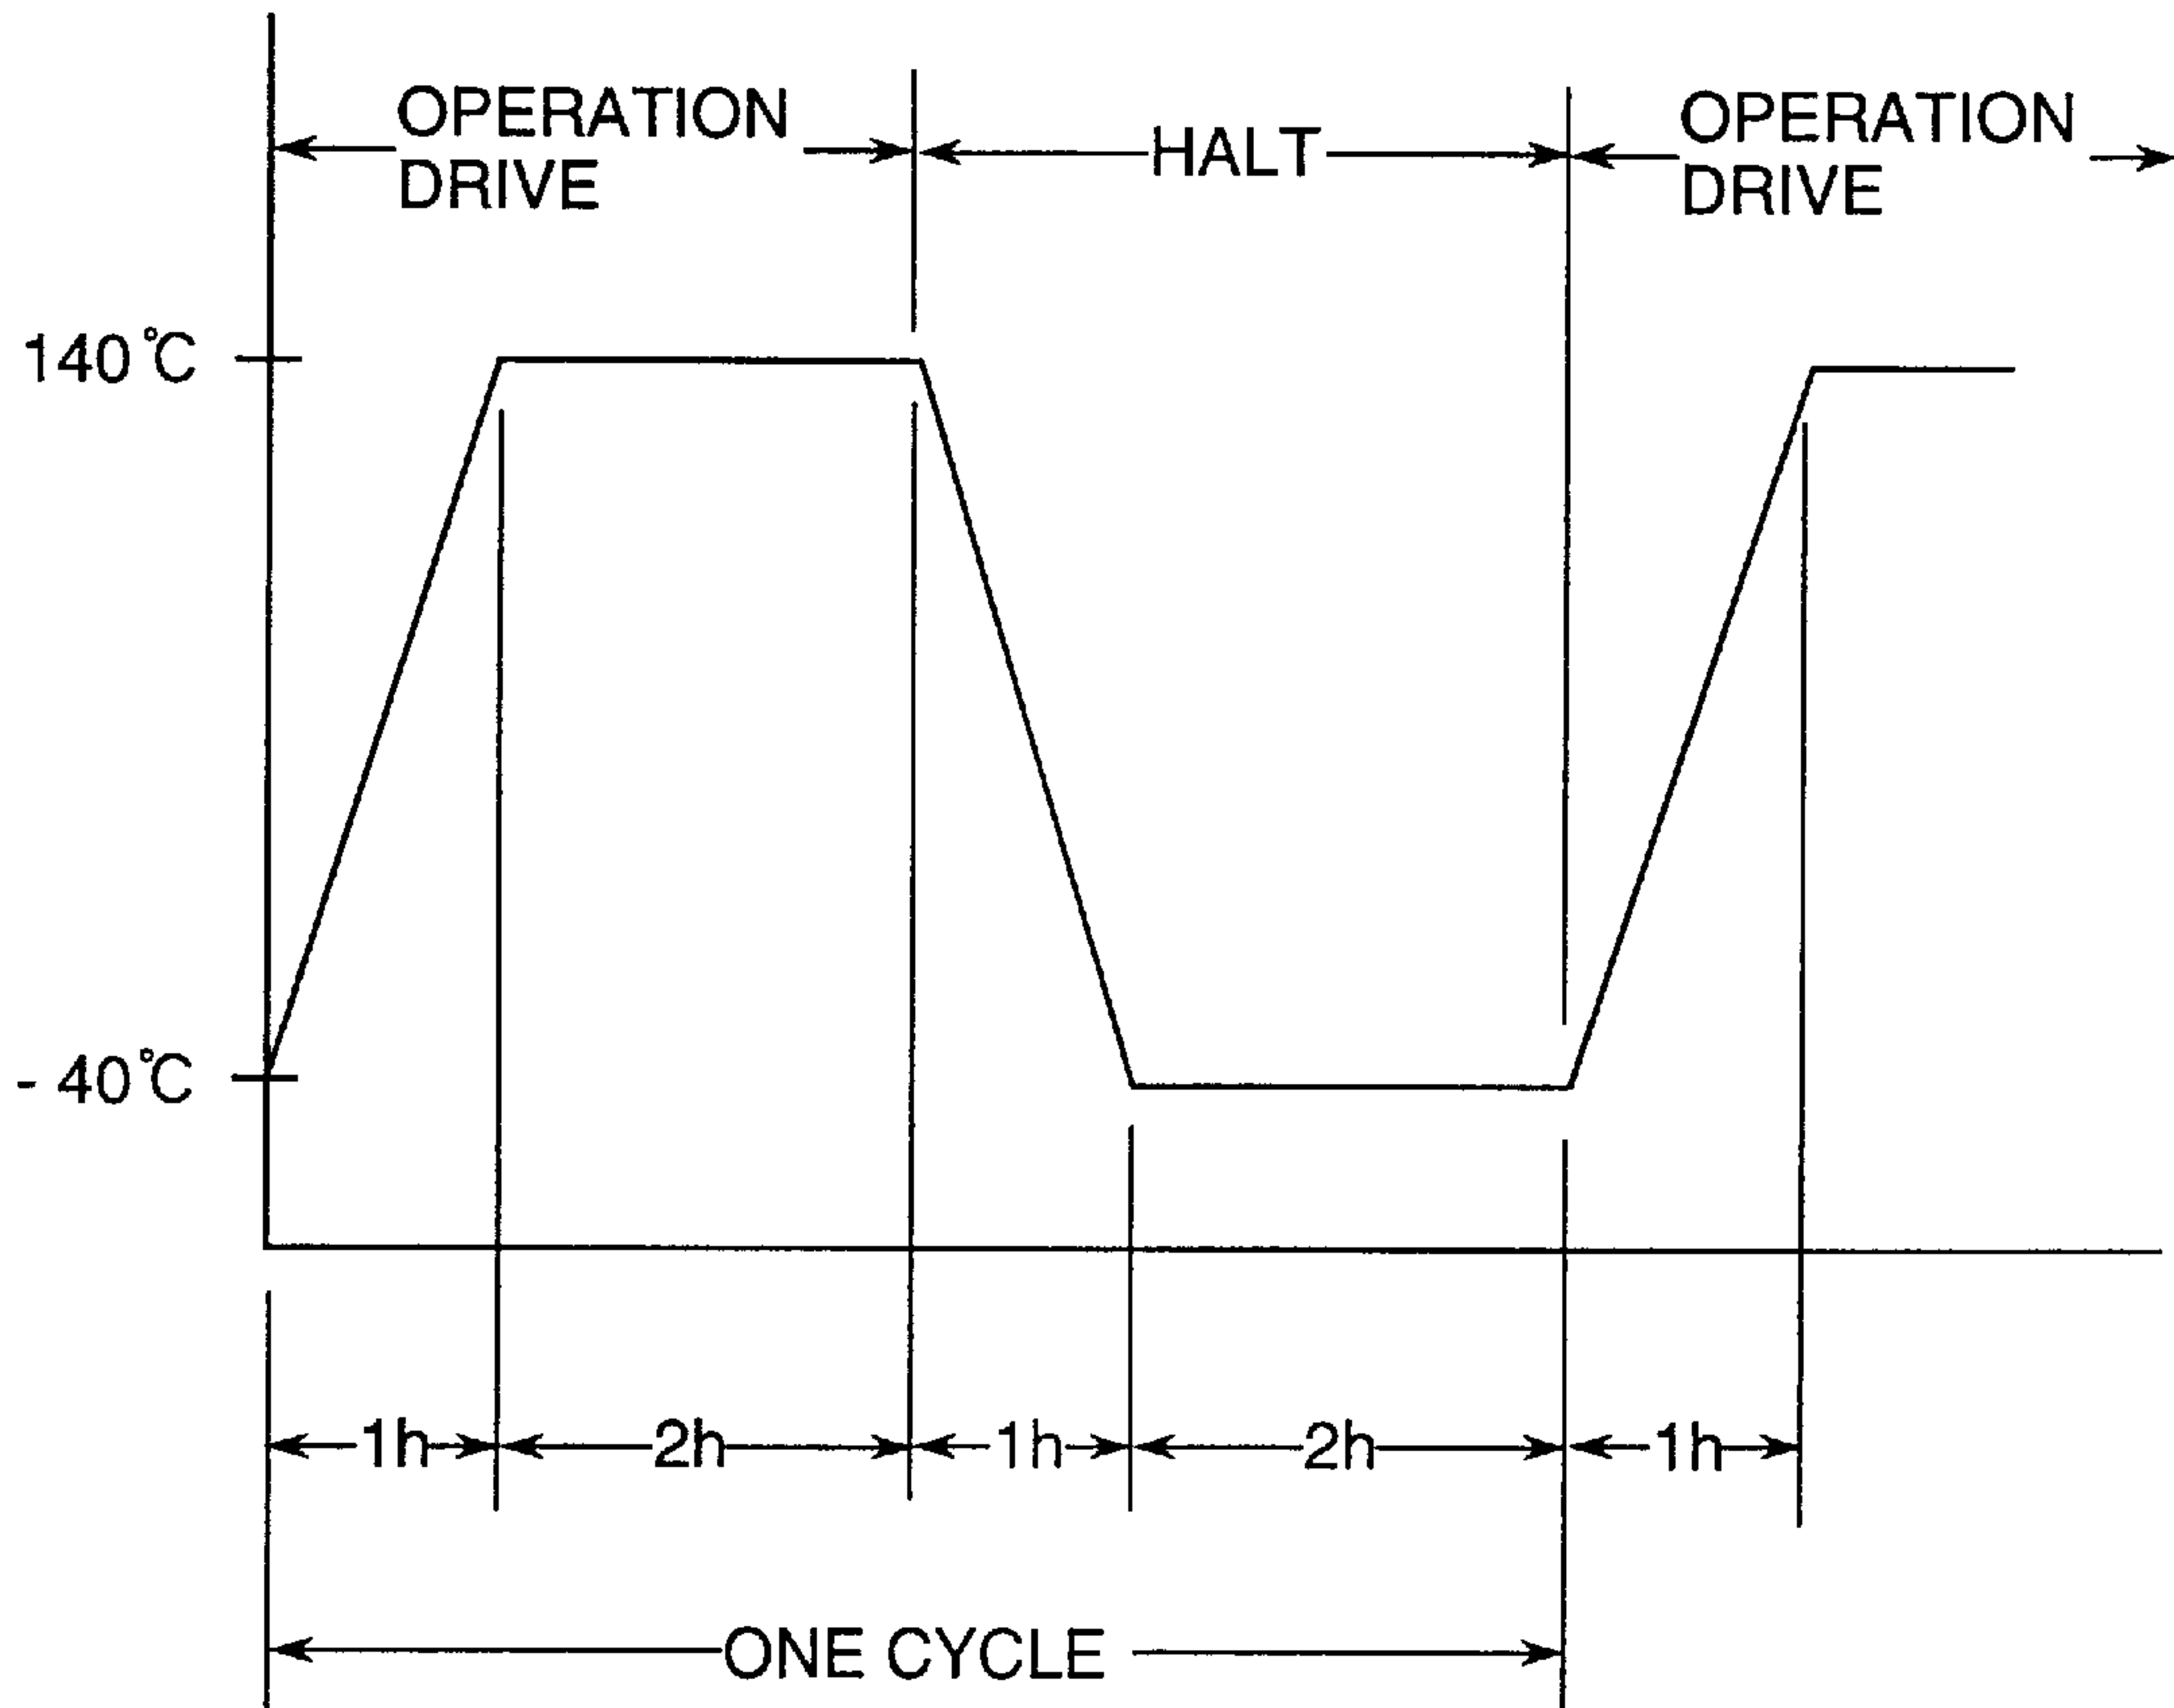 OPERATION
DRIVE
HALT
OPERATION
DRIVE
140°C
- 40°C
1h
2h
1h
2h
1h
ONE CYCLE